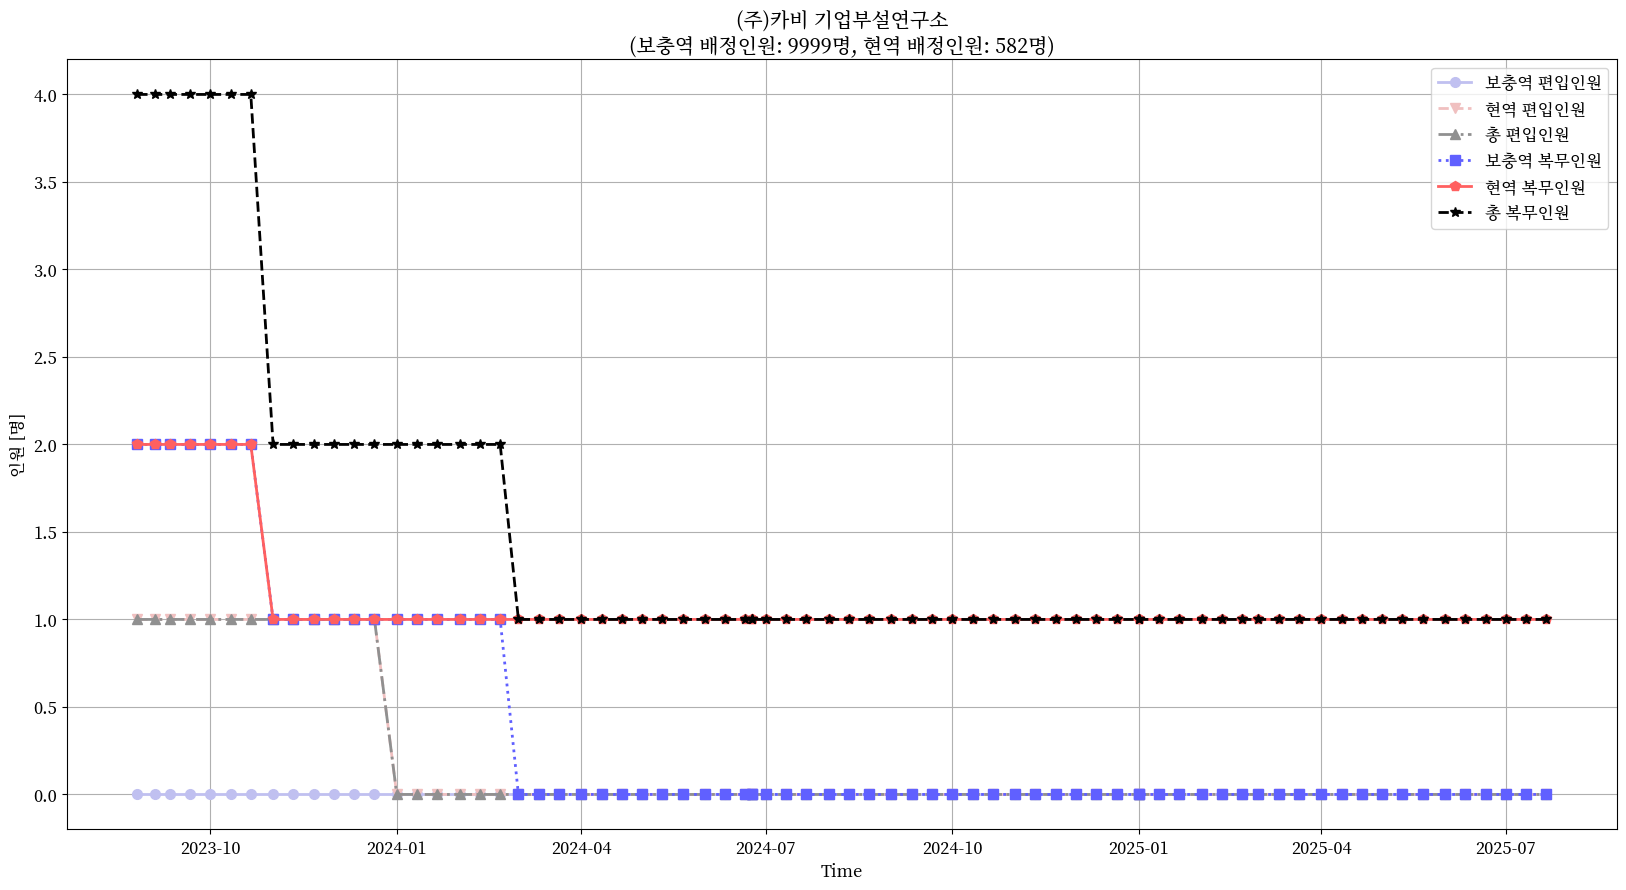 (주)카비 기업부설연구소
(보충역 배정인원: 9999명, 현역 배정인원: 582명)
보충역 편입인원
현역 편입인원
총 편입인원
보충역 복무인원
현역 복무인원
총 복무인원
인원 [명]
4.0
3.5
3.0
2.5
2.0
1.5
1.0
0.5
0.0
2023-10 2024-01 2024-04 2024-07 2024-10 2025-01 2025-04 2025-07
Time